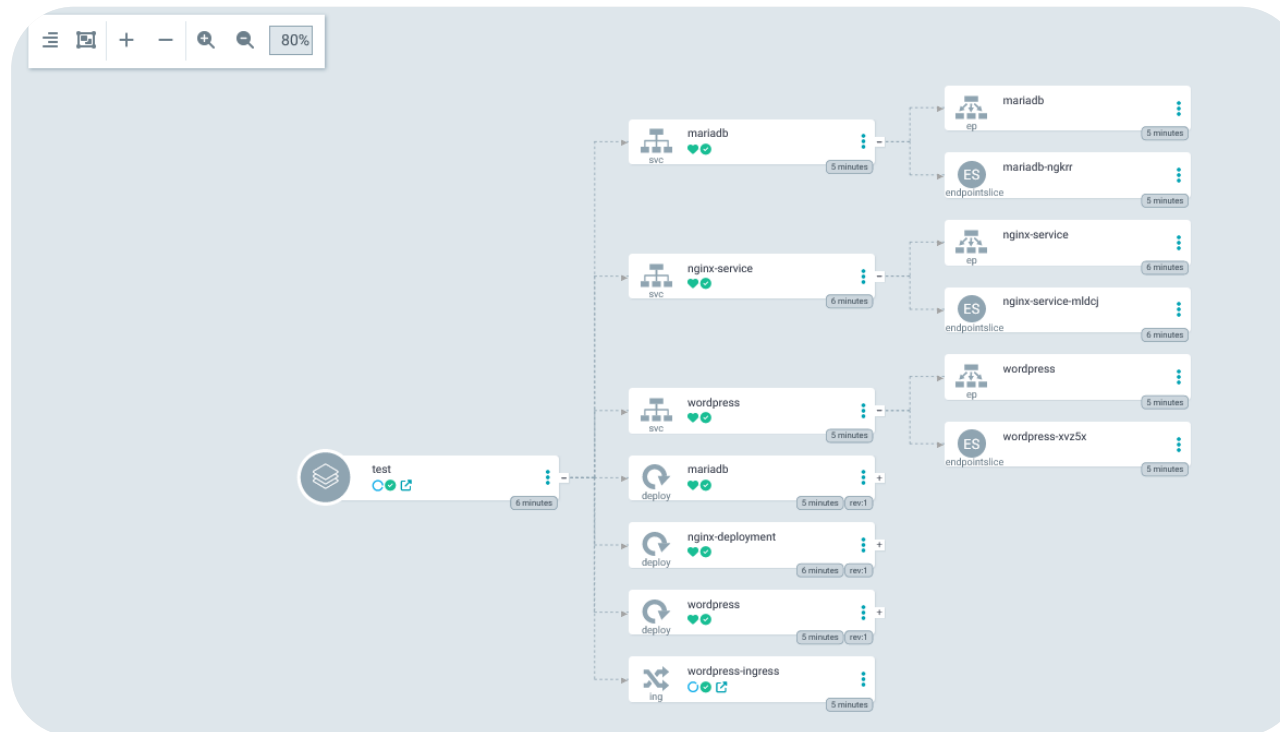 80%
mariadb
svc
5 minutes
mariadb
ep
5 minutes
ES
mariadb-ngkrr
endpointslice
5 minutes
nginx-service
svc
6 minutes
nginx-service
ep
6 minutes
ES
nginx-service-mldcj
endpointslice
6 minutes
wordpress
svc
5 minutes
wordpress
ep
5 minutes
ES
wordpress-xvz5x
endpointslice
5 minutes
test
6 minutes
mariadb
deploy
5 minutes rev:1
nginx-deployment
deploy
6 minutes rev:1
wordpress
deploy
5 minutes rev:1
wordpress-ingress
ing
5 minutes